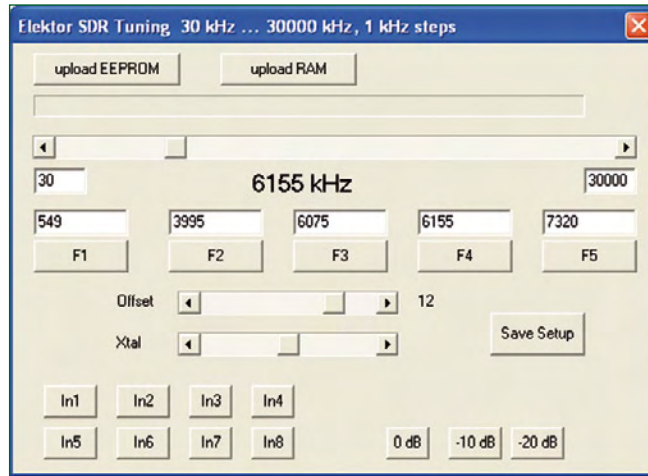 Elektor SDR Tuning 30 kHz ... 30000 kHz, 1 kHz steps
upload EEPROM upload RAM
30 6155 kHz 30000
549 3995 6075 6155 7320
F1 F2 F3 F4 F5
Offset 12
Xtal Save Setup
In1 In2 In3 In4
In5 In6 In7 In8 0 dB -10 dB -20 dB